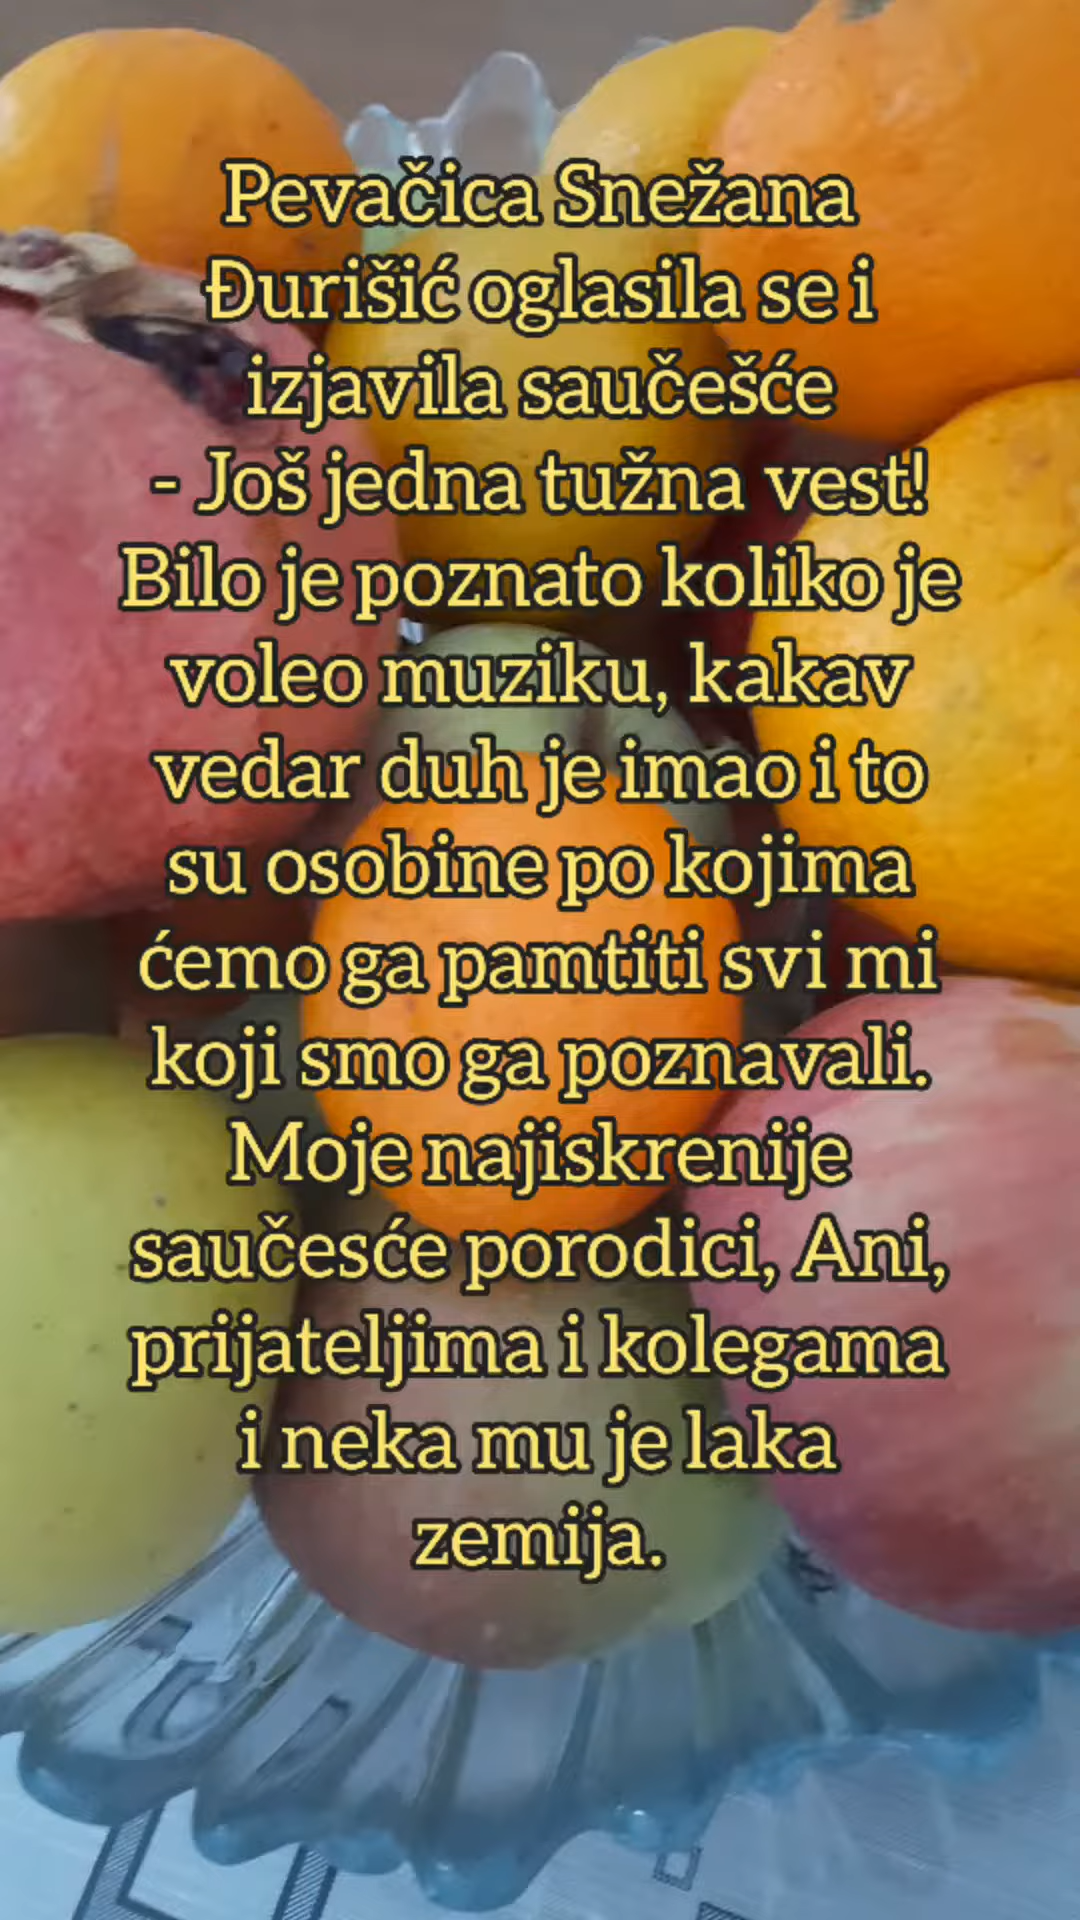 Pevačica Snežana
Đurišić oglasila se i
izjavila saučešće
- Još jedna tužna vest!
Bilo je poznato koliko je
voleo muziku, kakav
vedar duh je imao i to
su osobine po kojima
ćemo ga pamtiti svi mi
koji smo ga poznavali.
Moje najiskrenije
saučesće porodici, Ani,
prijateljima i kolegama
i neka mu je laka
zemija.